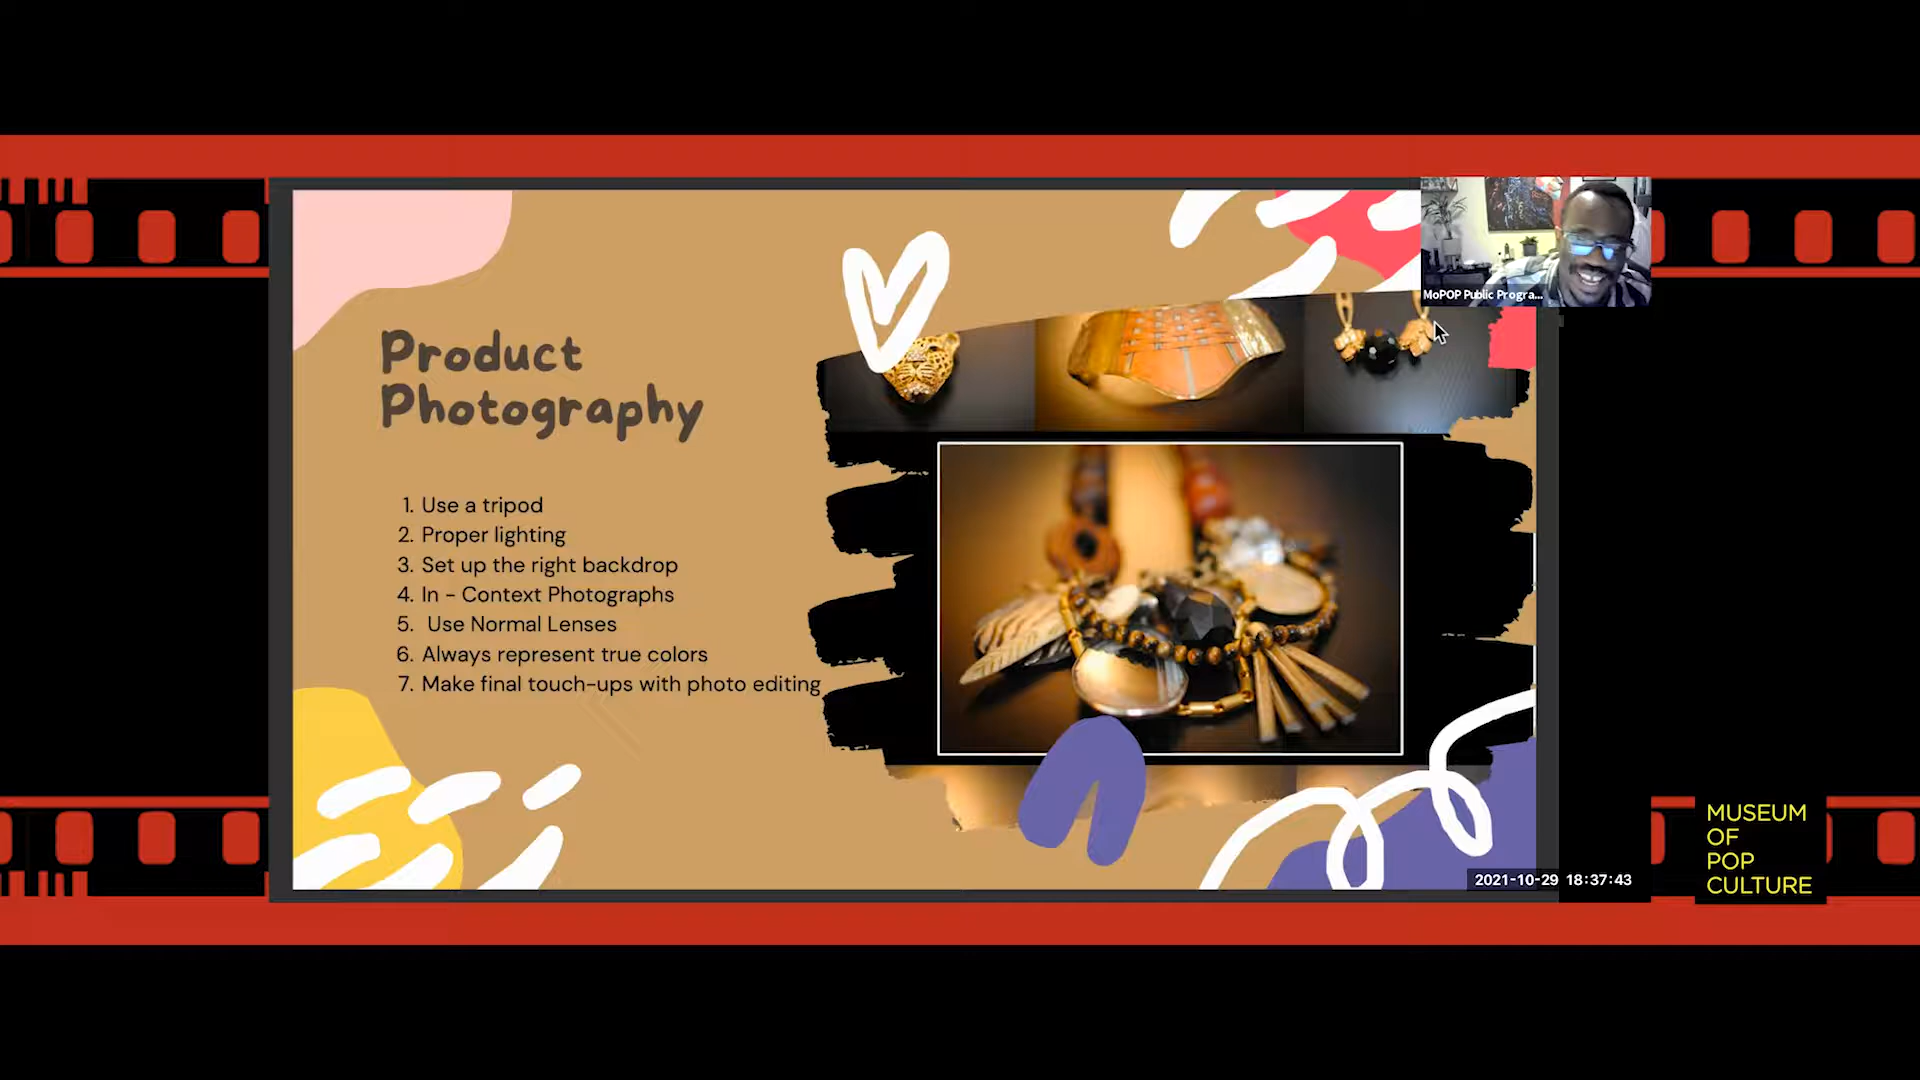 MoPOP Public Progra...
Product
Photography
1. Use a tripod
2. Proper lighting
3. Set up the right backdrop
4. In - Context Photographs
5. Use Normal Lenses
6. Always represent true colors
7. Make final touch-ups with photo editing
2021-10-29 18:37:43
MUSEUM
OF
POP
CULTURE